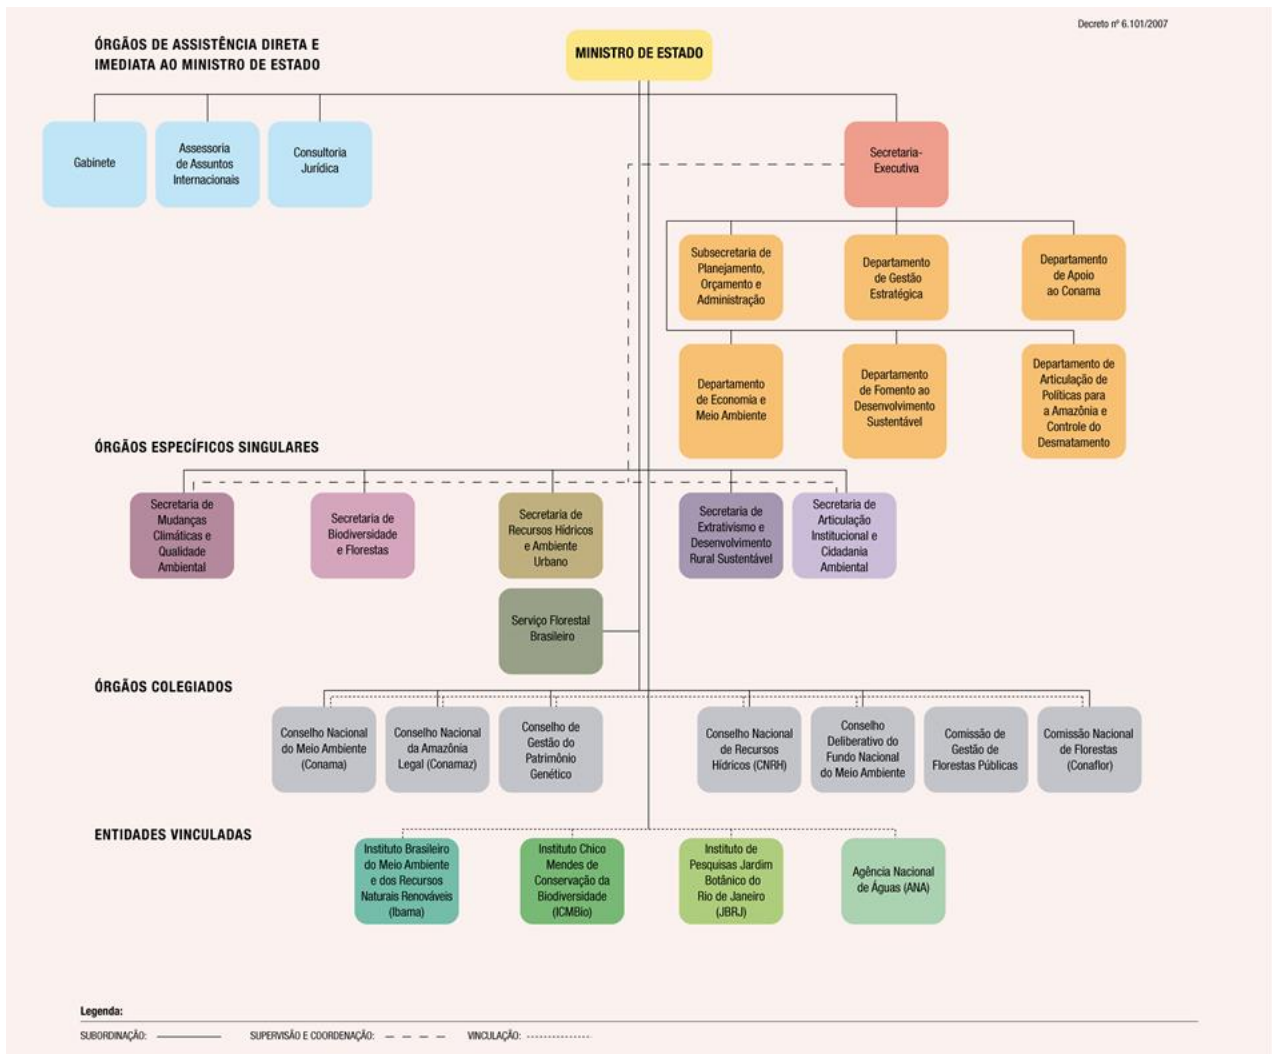 Decreto nº 6.101/2007
ÓRGÃOS DE ASSISTÊNCIA DIRETA E
IMEDIATA AO MINISTRO DE ESTADO
MINISTRO DE ESTADO
Gabinete
Assessoria
de Assuntos
Internacionais
Consultoria
Jurídica
Secretaria-
Executiva
Subsecretaria de
Planejamento,
Orçamento e
Administração
Departamento
de Gestão
Estratégica
Departamento
de Apoio
ao Conama
Departamento
de Economia e
Meio Ambiente
Departamento
de Fomento ao
Desenvolvimento
Sustentável
Departamento de
Articulação de
Políticas para
a Amazônia e
Controle do
Desmatamento
ÓRGÃOS ESPECÍFICOS SINGULARES
Secretaria de
Mudanças
Climáticas e
Qualidade
Ambiental
Secretaria de
Biodiversidade
e Florestas
Secretaria de
Recursos Hídricos
e Ambiente
Urbano
Secretaria de
Extrativismo e
Desenvolvimento
Rural Sustentável
Secretaria de
Articulação
Institucional e
Cidadania
Ambiental
Serviço Florestal
Brasileiro
ÓRGÃOS COLEGIADOS
Conselho Nacional
do Meio Ambiente
(Conama)
Conselho Nacional
da Amazônia
Legal (Conamaz)
Conselho de
Gestão do
Patrimônio
Genético
Conselho Nacional
de Recursos
Hídricos (CNRH)
Conselho
Deliberativo do
Fundo Nacional
do Meio Ambiente
Comissão de
Gestão de
Florestas Públicas
Comissão Nacional
de Florestas
(Conaflor)
ENTIDADES VINCULADAS
Instituto Brasileiro
do Meio Ambiente
e dos Recursos
Naturais Renováveis
(Ibama)
Instituto Chico
Mendes de
Conservação da
Biodiversidade
(ICMBio)
Instituto de
Pesquisas Jardim
Botânico do
Rio de Janeiro
(JBRJ)
Agência Nacional
de Águas (ANA)
Legenda:
SUBORDINAÇÃO: SUPERVISÃO E COORDENAÇÃO: VINCULAÇÃO: